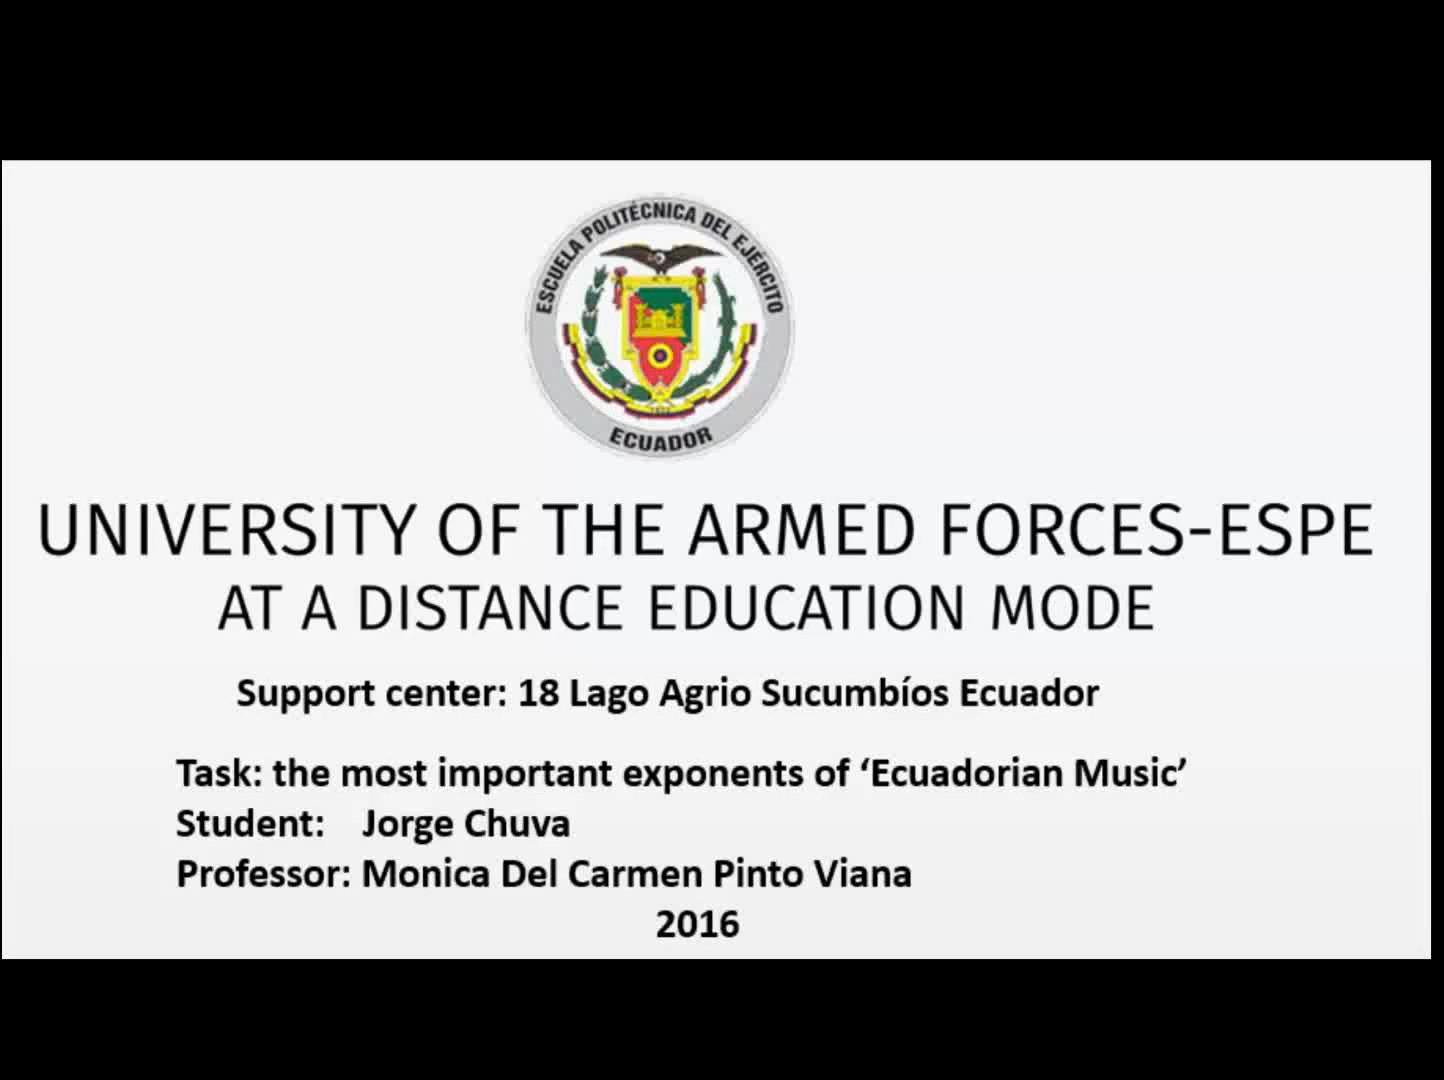 ESCUELA POLITÉCNICA DEL EJÉRCITO
ECUADOR
UNIVERSITY OF THE ARMED FORCES-ESPE
AT A DISTANCE EDUCATION MODE
Support center: 18 Lago Agrio Sucumbíos Ecuador
Task: the most important exponents of ‘Ecuadorian Music’
Student: Jorge Chuva
Professor: Monica Del Carmen Pinto Viana
2016